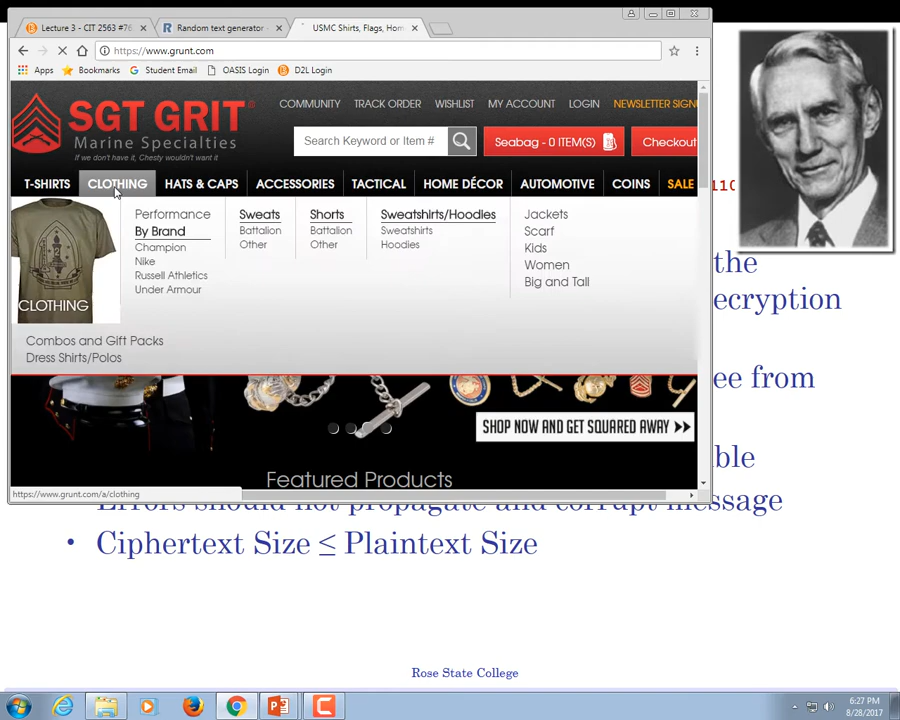 Lecture 3 - CIT 2563 #76
Random text generator
USMC Shirts, Flags, Hom
https://www.grunt.com
Apps Bookmarks Student Email OASIS Login D2L Login
SGT GRIT
Marine Specialties
If we don't have it, Chesty wouldn't want it
COMMUNITY TRACK ORDER WISHLIST MY ACCOUNT LOGIN NEWSLETTER SIGN
Search Keyword or Item #
Seabag - 0 ITEM(S)
Checkout
T-SHIRTS CLOTHING HATS & CAPS ACCESSORIES TACTICAL HOME DÉCOR AUTOMOTIVE COINS SALE
CLOTHING
Performance
By Brand
Champion
Nike
Russell Athletics
Under Armour
Sweats
Battalion
Other
Shorts
Battalion
Other
Sweatshirts/Hoodies
Sweatshirts
Hoodies
Jackets
Scarf
Kids
Women
Big and Tall
Combos and Gift Packs
Dress Shirts/Polos
SHOP NOW AND GET SQUARED AWAY
Featured Products
https://www.grunt.com/a/clothing
110
the
ecryption
ee from
ble
Errors should not propagate and corrupt message
• Ciphertext Size ≤ Plaintext Size
Rose State College
6:27 PM
8/28/2017